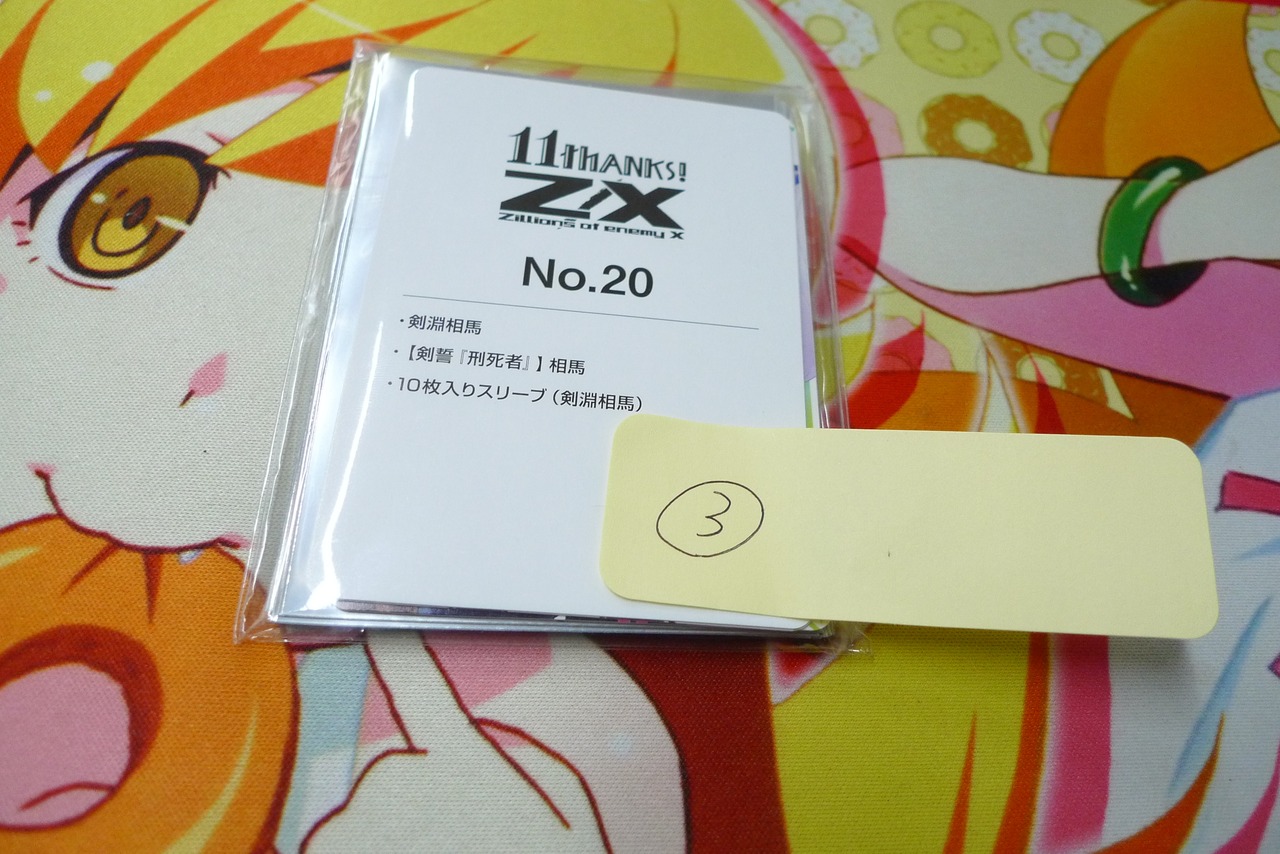 11thANKS!
Z/X
Zillions of enemy X
No.20
・剣淵相馬
・【剣誓『刑死者』】相馬
・10枚入りスリーブ（剣淵相馬）
③